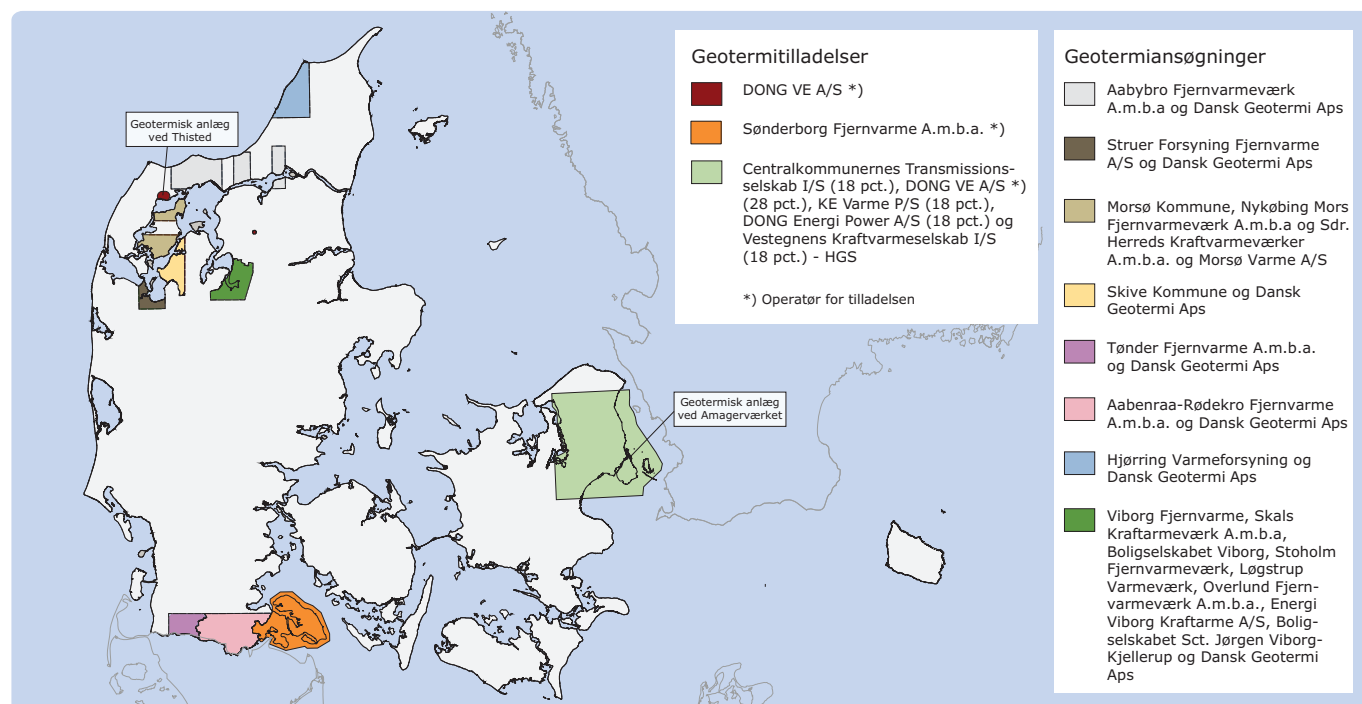 Geotermisk anlæg
ved Thisted
Geotermisk anlæg
ved Amagerværket
Geotermitilladelser
DONG VE A/S *)
Sønderborg Fjernvarme A.m.b.a. *)
Centralkommunernes Transmissions-
selskab I/S (18 pct.), DONG VE A/S *)
(28 pct.), KE Varme P/S (18 pct.),
DONG Energi Power A/S (18 pct.) og
Vestegnens Kraftvarmeselskab I/S
(18 pct.) - HGS
*) Operatør for tilladelsen
Geotermiansøgninger
Aabybro Fjernvarmeværk
A.m.b.a og Dansk Geotermi Aps
Struer Forsyning Fjernvarme
A/S og Dansk Geotermi Aps
Morsø Kommune, Nykøbing Mors
Fjernvarmeværk A.m.b.a og Sdr.
Herreds Kraftvarmeværker
A.m.b.a. og Morsø Varme A/S
Skive Kommune og Dansk
Geotermi Aps
Tønder Fjernvarme A.m.b.a.
og Dansk Geotermi Aps
Aabenraa-Rødekro Fjernvarme
A.m.b.a. og Dansk Geotermi Aps
Hjørring Varmeforsyning og
Dansk Geotermi Aps
Viborg Fjernvarme, Skals
Kraftarmeværk A.m.b.a,
Boligselskabet Viborg, Stoholm
Fjernvarmeværk, Løgstrup
Varmeværk, Overlund Fjern-
varmeværk A.m.b.a., Energi
Viborg Kraftarme A/S, Bolig-
selskabet Sct. Jørgen Viborg-
Kjellerup og Dansk Geotermi
Aps